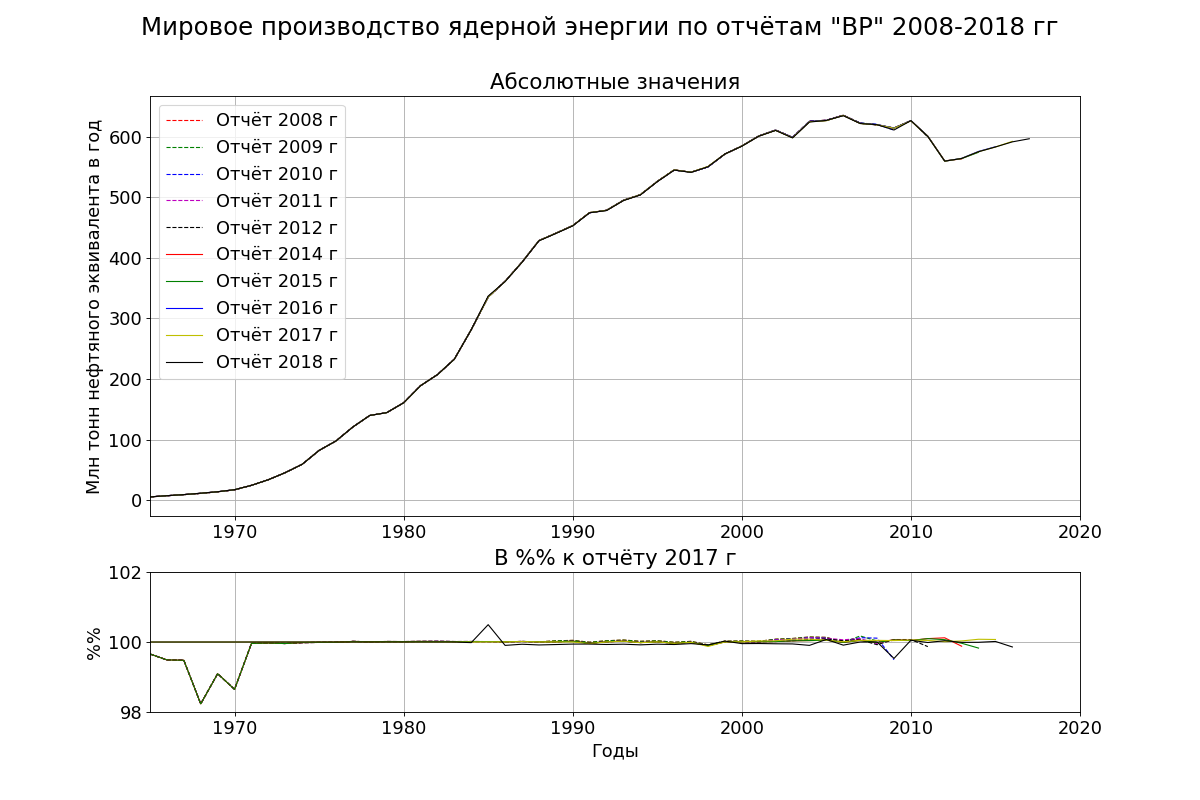 Мировое производство ядерной энергии по отчётам "BP" 2008-2018 гг
Абсолютные значения
Млн тонн нефтяного эквивалента в год
600
500
400
300
200
100
0
Отчёт 2008 г
Отчёт 2009 г
Отчёт 2010 г
Отчёт 2011 г
Отчёт 2012 г
Отчёт 2014 г
Отчёт 2015 г
Отчёт 2016 г
Отчёт 2017 г
Отчёт 2018 г
1970 1980 1990 2000 2010 2020
В %% к отчёту 2017 г
%%
102
100
98
1970 1980 1990 2000 2010 2020
Годы